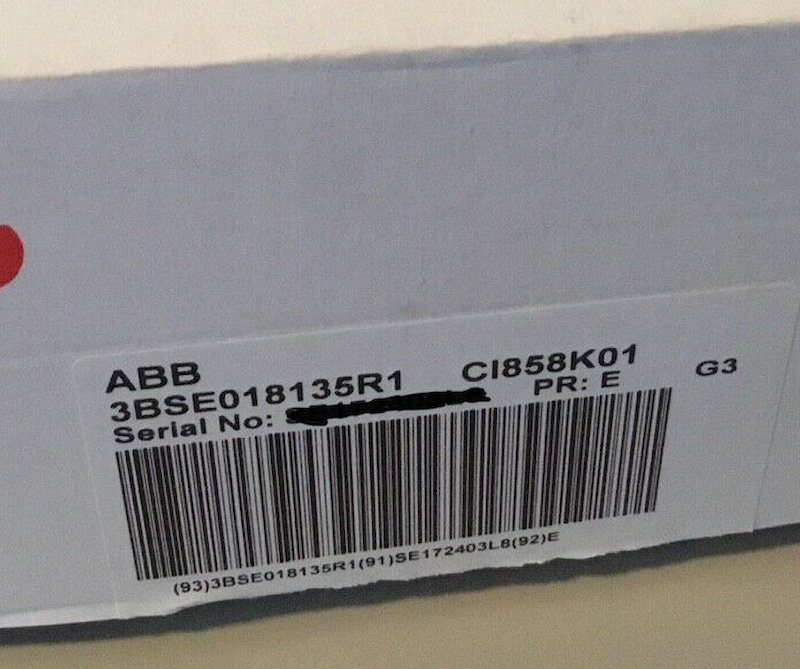 ABB
3BSE018135R1 CI858K01 G3
Serial No: PR: E
(93)3BSE018135R1(91)SE172403L8(92)E